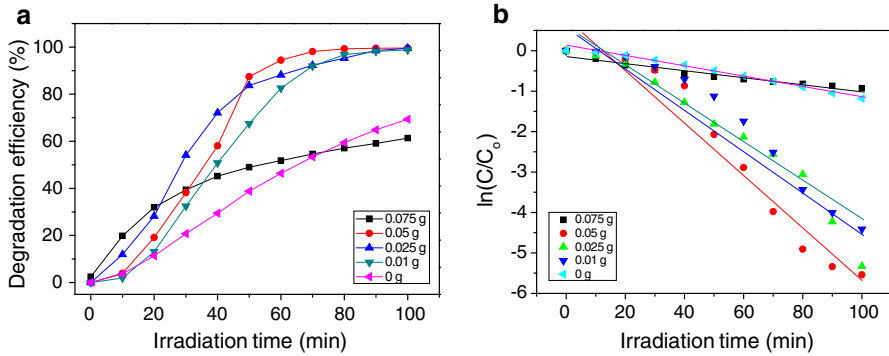 a
Degradation efficiency (%)
100
80
60
40
20
0
0 20 40 60 80 100
Irradiation time (min)
0.075 g
0.05 g
0.025 g
0.01 g
0 g
b
ln(C/Co)
0
-1
-2
-3
-4
-5
-6
0 20 40 60 80 100
Irradiation time (min)
0.075 g
0.05 g
0.025 g
0.01 g
0 g